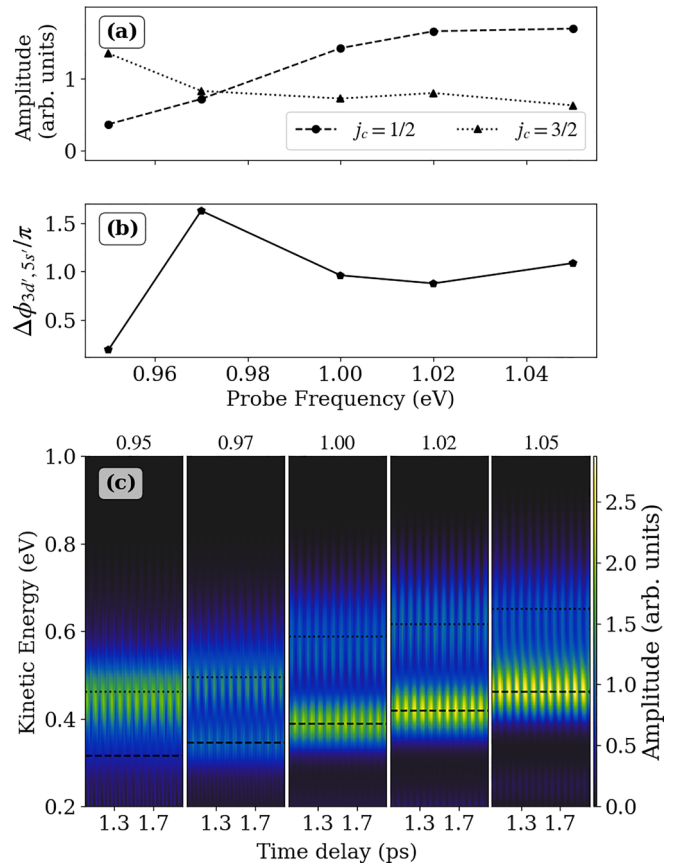 (a)
Amplitude
(arb. units)
1
0
j_c = 1/2
j_c = 3/2
(b)
Δϕ_{3d′,5s′}/π
1.5
1.0
0.5
0.96 0.98 1.00 1.02 1.04
Probe Frequency (eV)
0.95 0.97 1.00 1.02 1.05
(c)
Kinetic Energy (eV)
1.0
0.8
0.6
0.4
0.2
1.3 1.7 1.3 1.7 1.3 1.7 1.3 1.7 1.3 1.7
Time delay (ps)
2.5
2.0
1.5
1.0
0.5
0.0
Amplitude (arb. units)